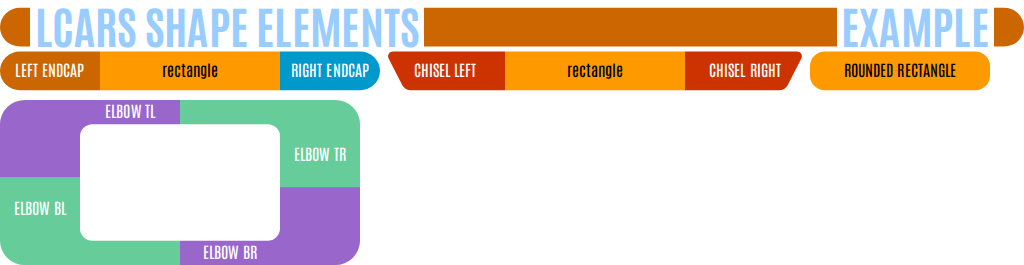 LCARS SHAPE ELEMENTS EXAMPLE
LEFT ENDCAP rectangle RIGHT ENDCAP CHISEL LEFT rectangle CHISEL RIGHT ROUNDED RECTANGLE
ELBOW TL
ELBOW TR
ELBOW BL
ELBOW BR